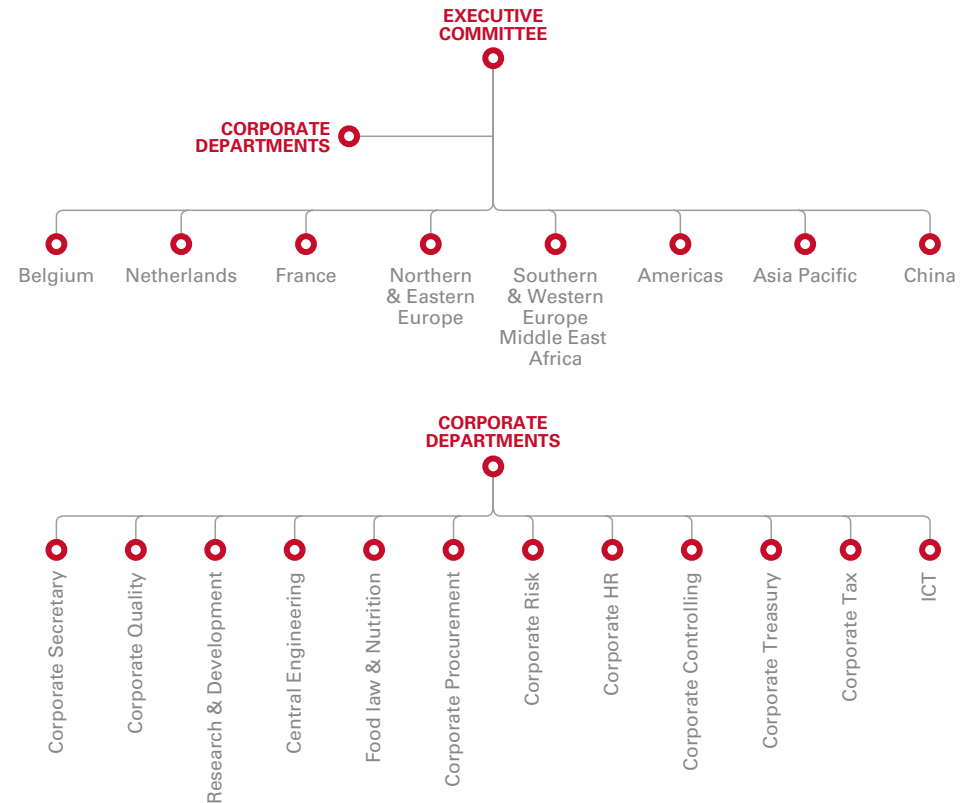 EXECUTIVE
COMMITTEE
CORPORATE
DEPARTMENTS
Belgium
Netherlands
France
Northern
& Eastern
Europe
Southern
& Western
Europe
Middle East
Africa
Americas
Asia Pacific
China
CORPORATE
DEPARTMENTS
Corporate Secretary
Corporate Quality
Research & Development
Central Engineering
Food law & Nutrition
Corporate Procurement
Corporate Risk
Corporate HR
Corporate Controlling
Corporate Treasury
Corporate Tax
ICT